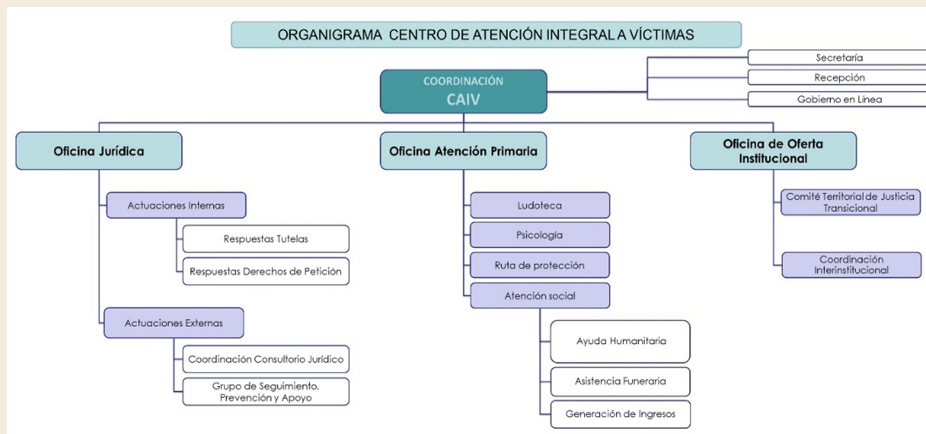 ORGANIGRAMA CENTRO DE ATENCIÓN INTEGRAL A VÍCTIMAS
COORDINACIÓN
CAIV
Secretaría
Recepción
Gobierno en Línea
Oficina Jurídica
Actuaciones Internas
Respuestas Tutelas
Respuestas Derechos de Petición
Actuaciones Externas
Coordinación Consultorio Jurídico
Grupo de Seguimiento,
Prevención y Apoyo
Oficina Atención Primaria
Ludoteca
Psicología
Ruta de protección
Atención social
Ayuda Humanitaria
Asistencia Funeraria
Generación de Ingresos
Oficina de Oferta
Institucional
Comité Territorial de Justicia
Transicional
Coordinación
Interinstitucional